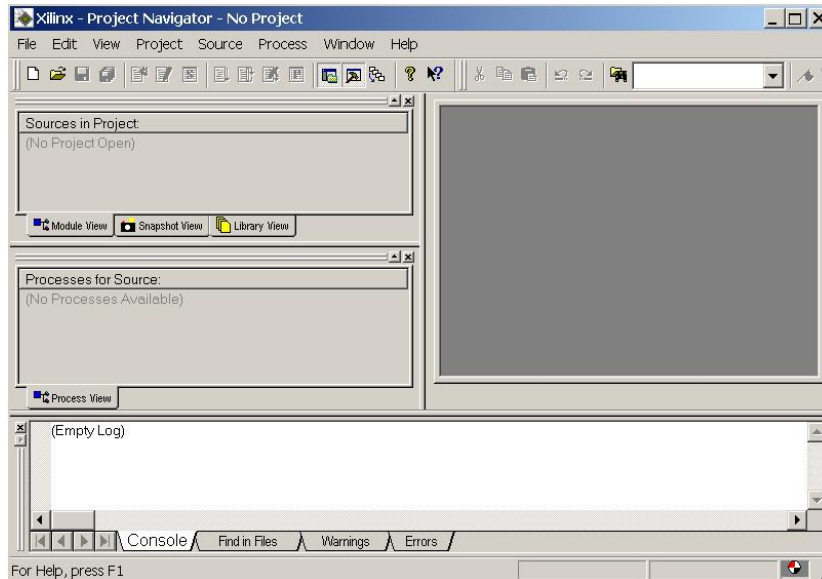 Xilinx - Project Navigator - No Project
File Edit View Project Source Process Window Help
Sources in Project:
(No Project Open)
Module View Snapshot View Library View
Processes for Source:
(No Processes Available)
Process View
(Empty Log)
Console Find in Files Warnings Errors
For Help, press F1